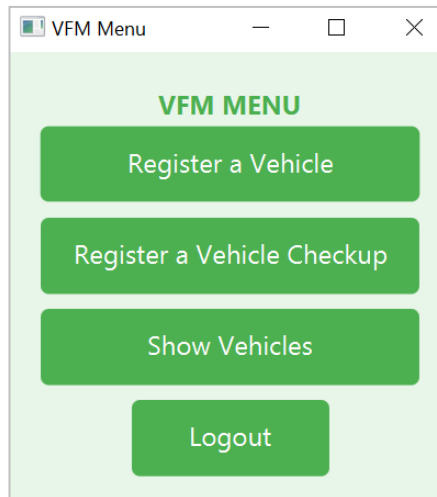 VFM Menu
VFM MENU
Register a Vehicle
Register a Vehicle Checkup
Show Vehicles
Logout